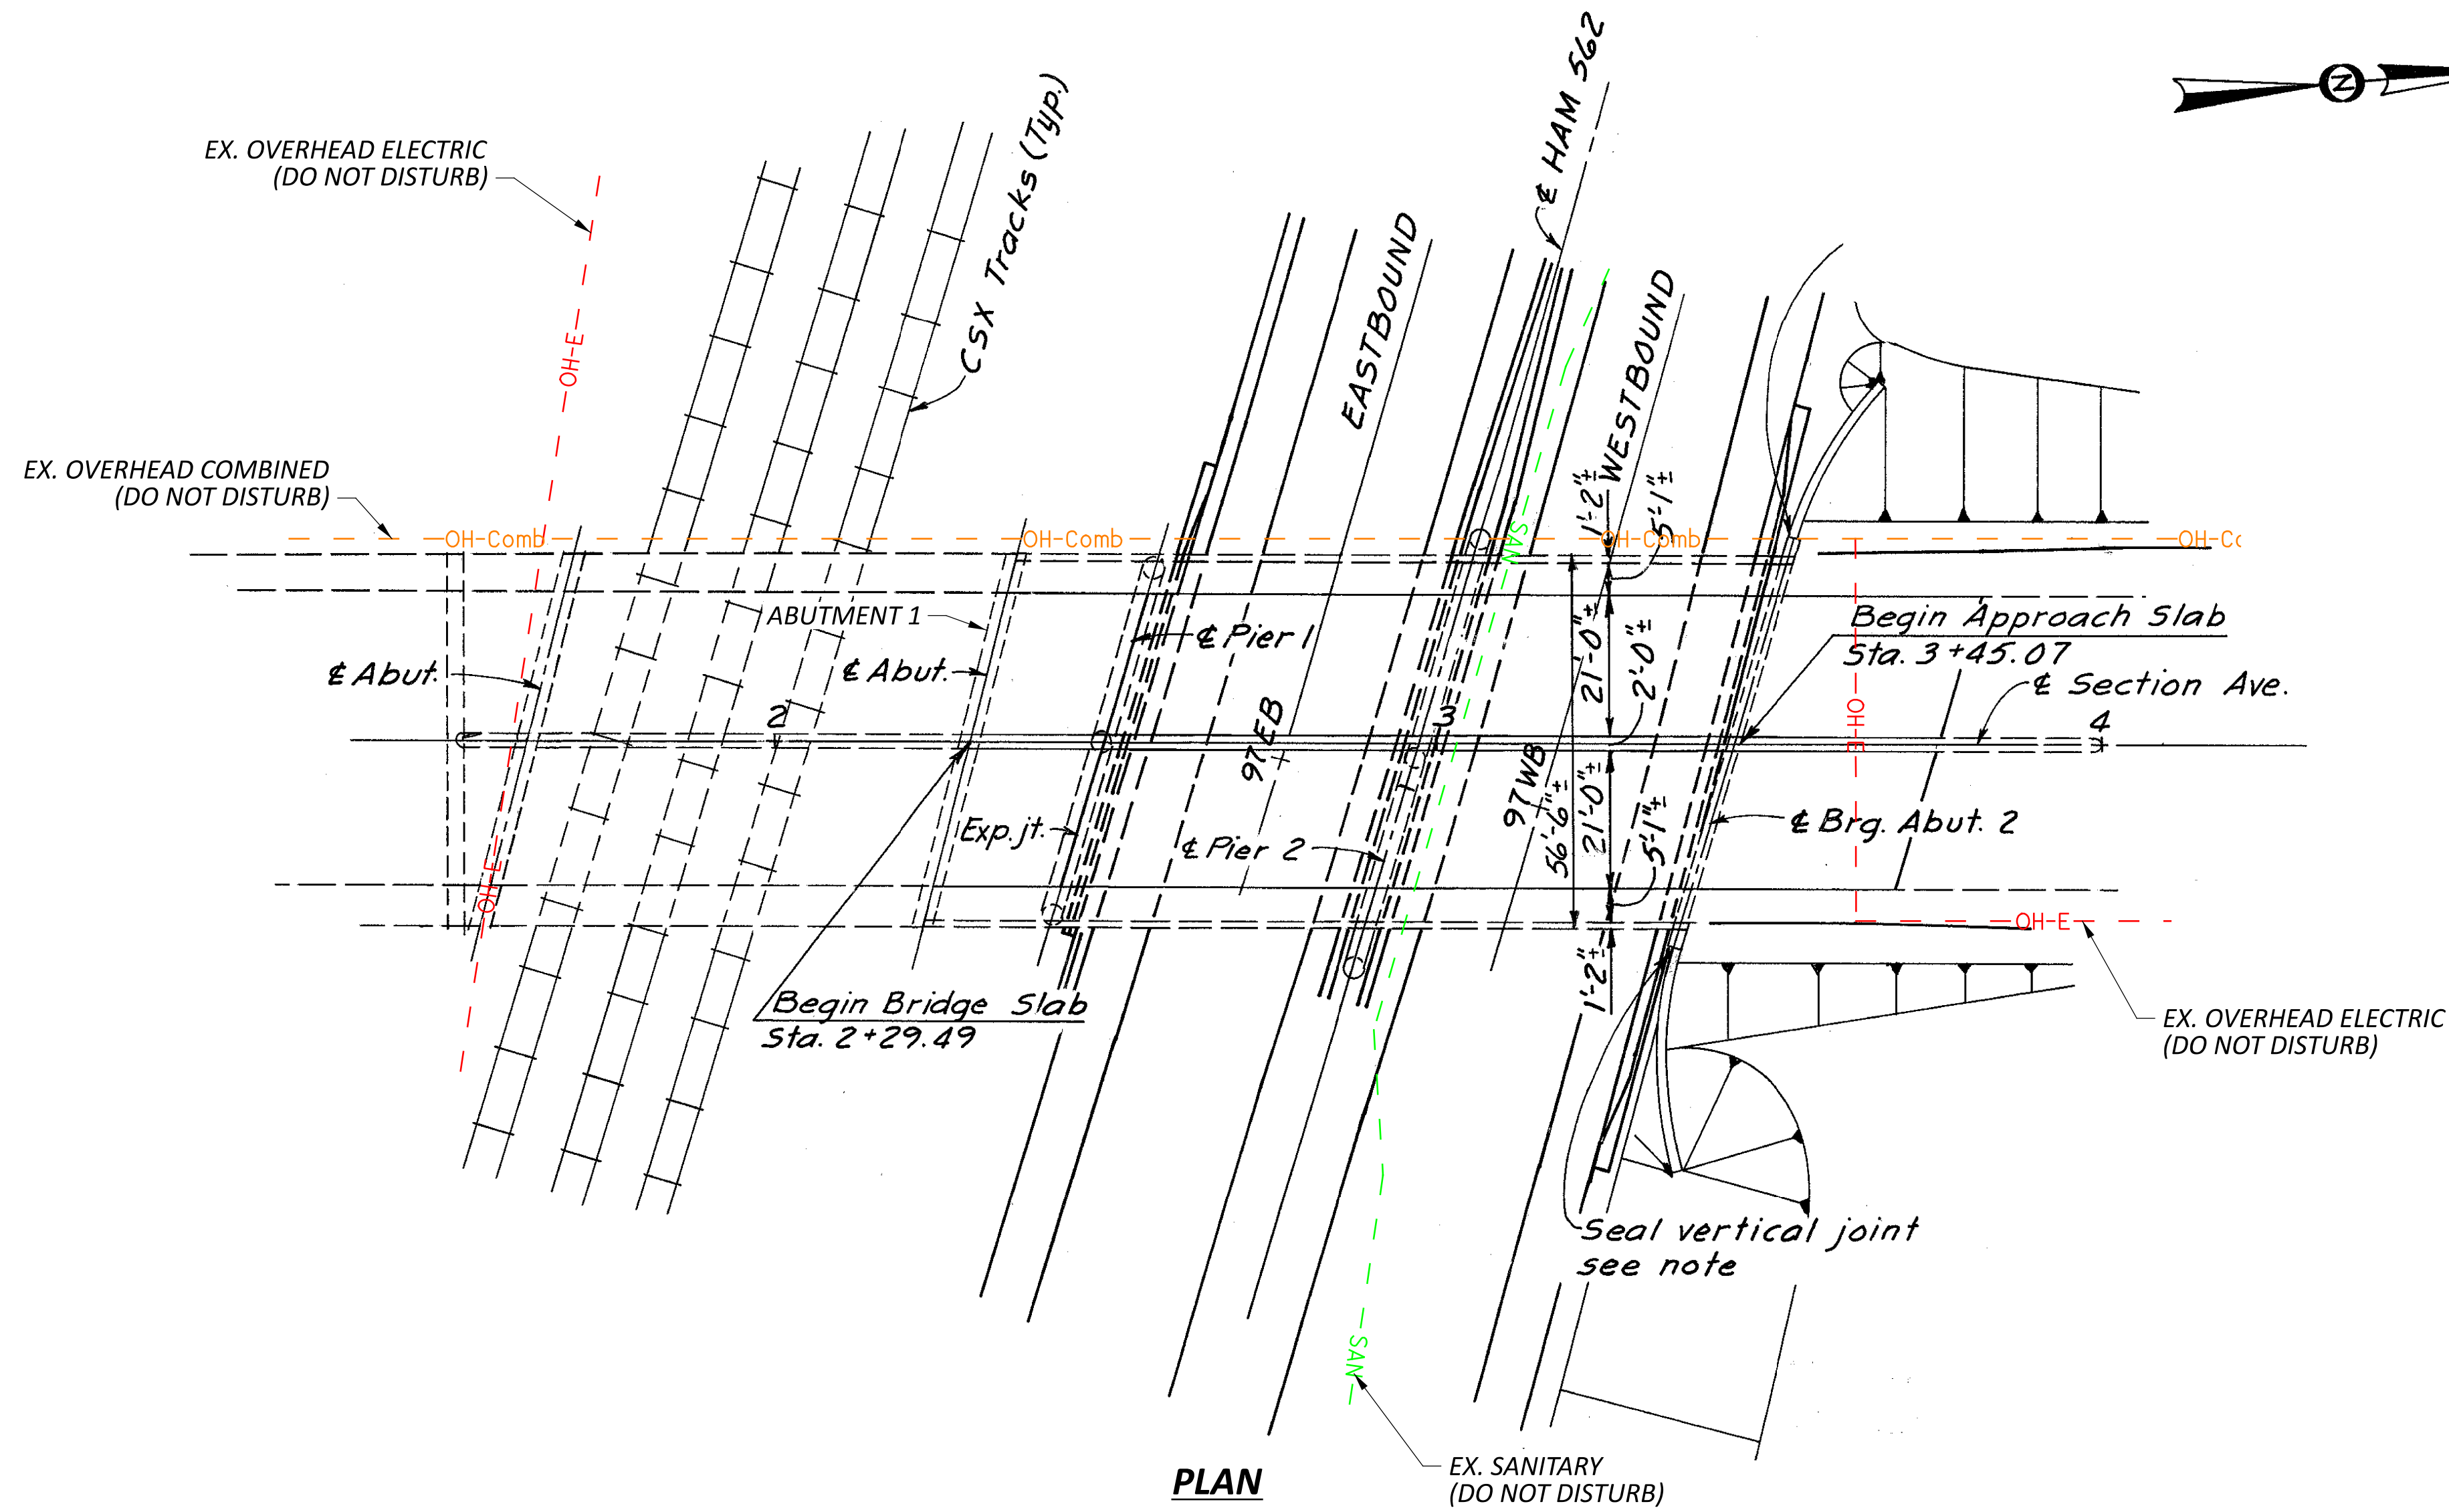 ℄ HAM 562
N
CSX Tracks (Typ.)
EX. OVERHEAD ELECTRIC
(DO NOT DISTURB)
EASTBOUND
WESTBOUND
OH-E
EX. OVERHEAD COMBINED
(DO NOT DISTURB)
OH-Comb
OH-Comb
OH-Comb
OH-Co
SAN
1'-2"±
5'-1"±
ABUTMENT 1
℄ Pier 1
21'-0"±
2'-0"±
Begin Approach Slab
Sta. 3+45.07
℄ Abut.
℄ Abut.
℄ Section Ave.
2
3
4
OH-E
97EB
97WB
56'-6"±
21'-0"±
5'-1"±
Exp. jt.
℄ Pier 2
℄ Brg. Abut. 2
OH-E
OH-E
1'-2"±
Begin Bridge Slab
Sta. 2+29.49
EX. OVERHEAD ELECTRIC
(DO NOT DISTURB)
Seal vertical joint
see note
SAN
EX. SANITARY
(DO NOT DISTURB)
PLAN